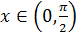 x ∈ (0, π/2)